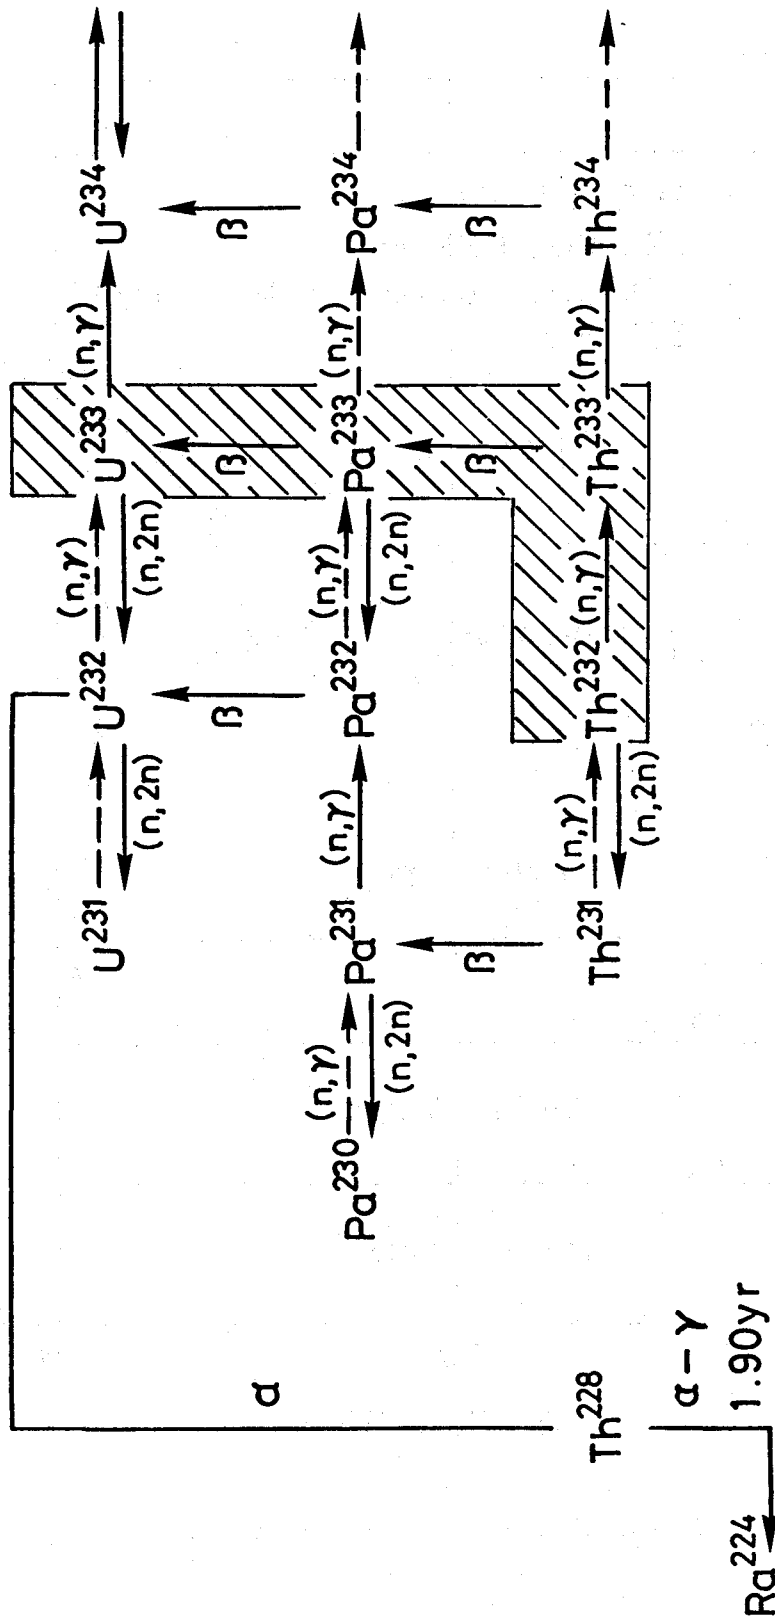 (n,γ) (n,γ)
U²³¹ U²³² U²³³ U²³⁴
(n,2n) (n,2n)
β β β
α
(n,γ) (n,γ) (n,γ) (n,γ)
Pa²³⁰ Pa²³¹ Pa²³² Pa²³³ Pa²³⁴
(n,2n) (n,2n)
β β β
(n,γ) (n,γ) (n,γ)
Th²²⁸ Th²³¹ Th²³² Th²³³ Th²³⁴
(n,2n)
α-γ
1.90yr
Ra²²⁴